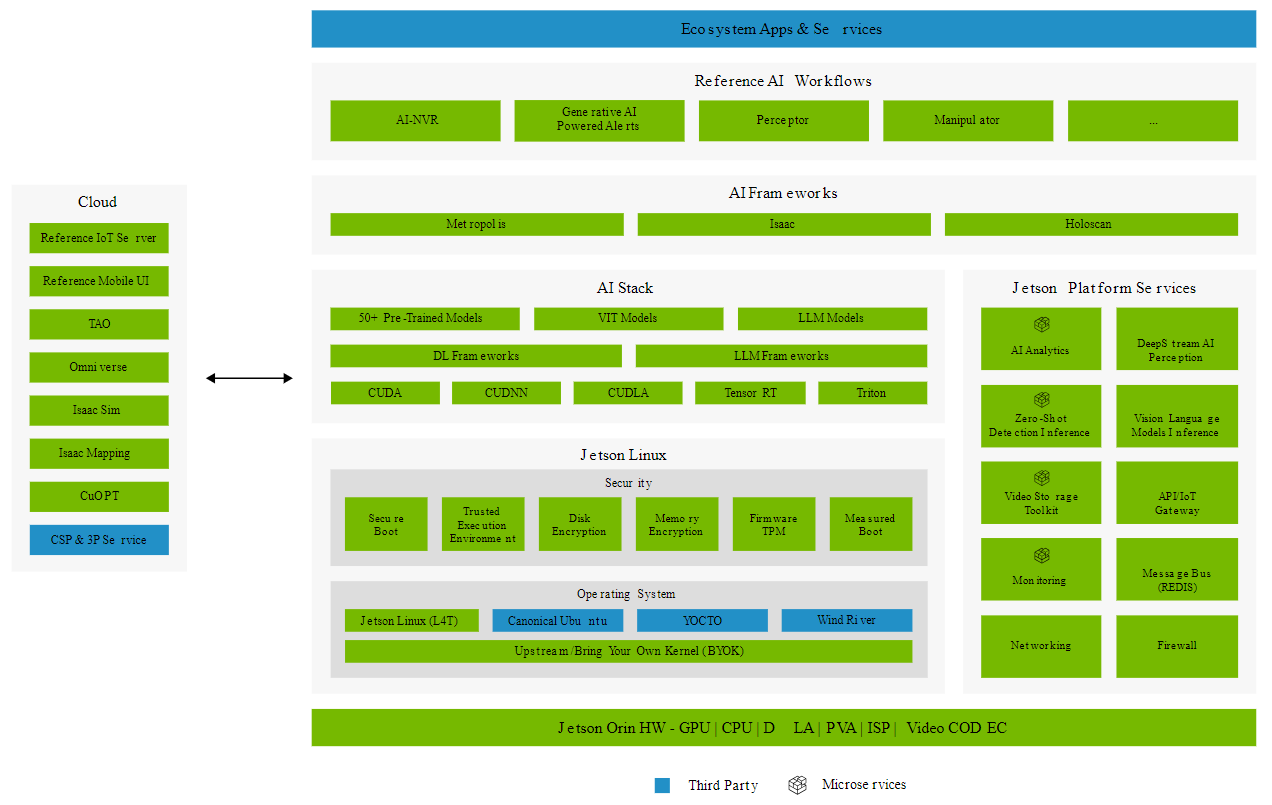 Ecosystem Apps & Services
Reference AI Workflows
AI-NVR
Generative AI
Powered Alerts
Perceptor
Manipulator
...
AI Frameworks
Metropolis
Isaac
Holoscan
Cloud
Reference IoT Server
Reference Mobile UI
TAO
Omniverse
Isaac Sim
Isaac Mapping
CuOPT
CSP & 3P Service
AI Stack
50+ Pre-Trained Models
VIT Models
LLM Models
DL Frameworks
LLM Frameworks
CUDA
CUDNN
CUDLA
Tensor RT
Triton
Jetson Linux
Security
Secure
Boot
Trusted
Execution
Environment
Disk
Encryption
Memory
Encryption
Firmware
TPM
Measured
Boot
Operating System
Jetson Linux (L4T)
Canonical Ubuntu
YOCTO
Wind River
Upstream/Bring Your Own Kernel (BYOK)
Jetson Platform Services
AI Analytics
DeepStream AI
Perception
Zero-Shot
Detection Inference
Vision Language
Models Inference
Video Storage
Toolkit
API/IoT
Gateway
Monitoring
Message Bus
(REDIS)
Networking
Firewall
Jetson Orin HW - GPU | CPU | DLA | PVA | ISP | Video CODEC
Third Party
Microservices